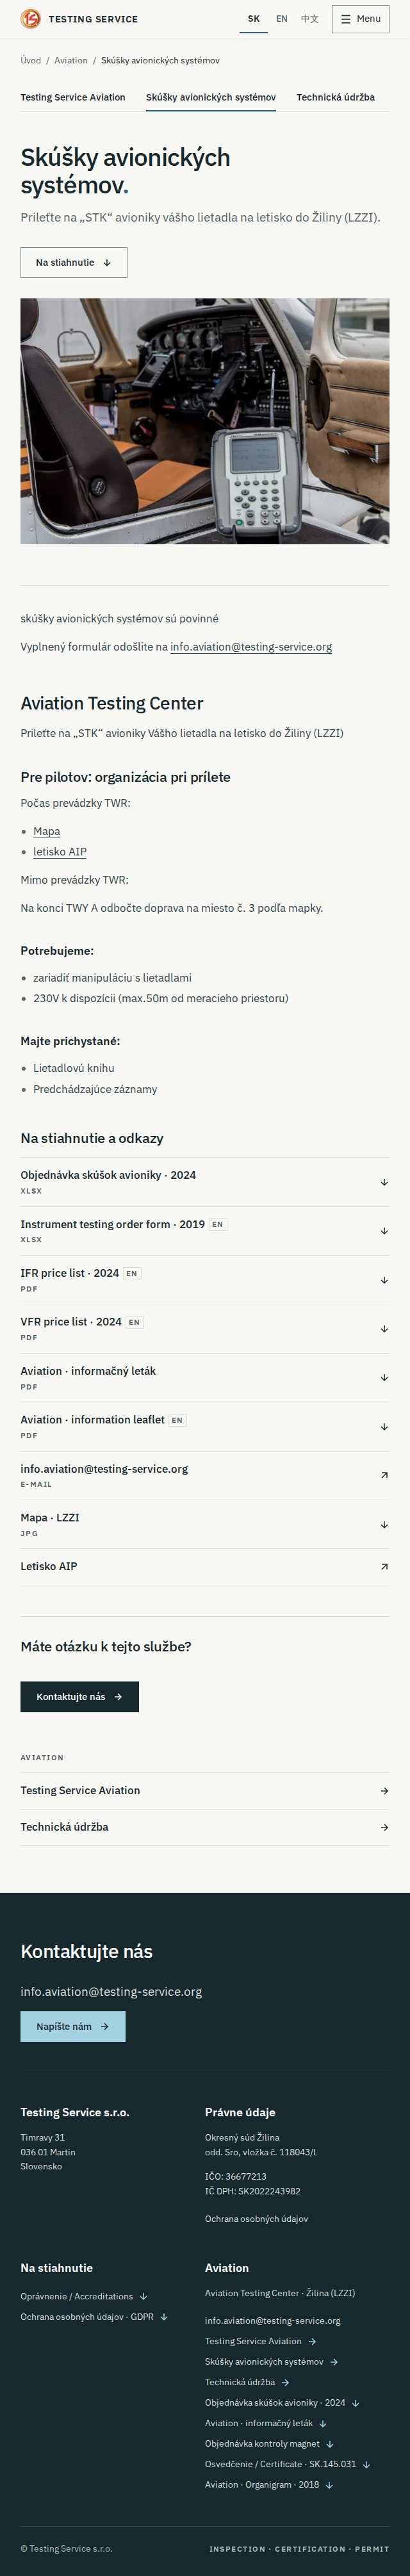 TESTING SERVICE
SK EN 中文 Menu
Úvod / Aviation / Skúšky avionických systémov
Testing Service Aviation Skúšky avionických systémov Technická údržba
Skúšky avionických
systémov.
Prileťte na „STK“ avioniky vášho lietadla na letisko do Žiliny (LZZI).
Na stiahnutie ↓
skúšky avionických systémov sú povinné
Vyplnený formulár odošlite na info.aviation@testing-service.org
Aviation Testing Center
Prileťte na „STK“ avioniky Vášho lietadla na letisko do Žiliny (LZZI)
Pre pilotov: organizácia pri prílete
Počas prevádzky TWR:
• Mapa
• letisko AIP
Mimo prevádzky TWR:
Na konci TWY A odbočte doprava na miesto č. 3 podľa mapky.
Potrebujeme:
• zariadiť manipuláciu s lietadlami
• 230V k dispozícii (max.50m od meracieho priestoru)
Majte prichystané:
• Lietadlovú knihu
• Predchádzajúce záznamy
Na stiahnutie a odkazy
Objednávka skúšok avioniky · 2024 ↓
XLSX
Instrument testing order form · 2019 EN ↓
XLSX
IFR price list · 2024 EN ↓
PDF
VFR price list · 2024 EN ↓
PDF
Aviation · informačný leták ↓
PDF
Aviation · information leaflet EN ↓
PDF
info.aviation@testing-service.org ↗
E-MAIL
Mapa · LZZI ↓
JPG
Letisko AIP ↗
Máte otázku k tejto službe?
Kontaktujte nás →
AVIATION
Testing Service Aviation →
Technická údržba →
Kontaktujte nás
info.aviation@testing-service.org
Napíšte nám →
Testing Service s.r.o.
Timravy 31
036 01 Martin
Slovensko
Právne údaje
Okresný súd Žilina
odd. Sro, vložka č. 118043/L
IČO: 36677213
IČ DPH: SK2022243982
Ochrana osobných údajov
Na stiahnutie
Oprávnenie / Accreditations ↓
Ochrana osobných údajov · GDPR ↓
Aviation
Aviation Testing Center · Žilina (LZZI)
info.aviation@testing-service.org
Testing Service Aviation →
Skúšky avionických systémov →
Technická údržba →
Objednávka skúšok avioniky · 2024 ↓
Aviation · informačný leták ↓
Objednávka kontroly magnet ↓
Osvedčenie / Certificate · SK.145.031 ↓
Aviation · Organigram · 2018 ↓
© Testing Service s.r.o.
INSPECTION · CERTIFICATION · PERMIT